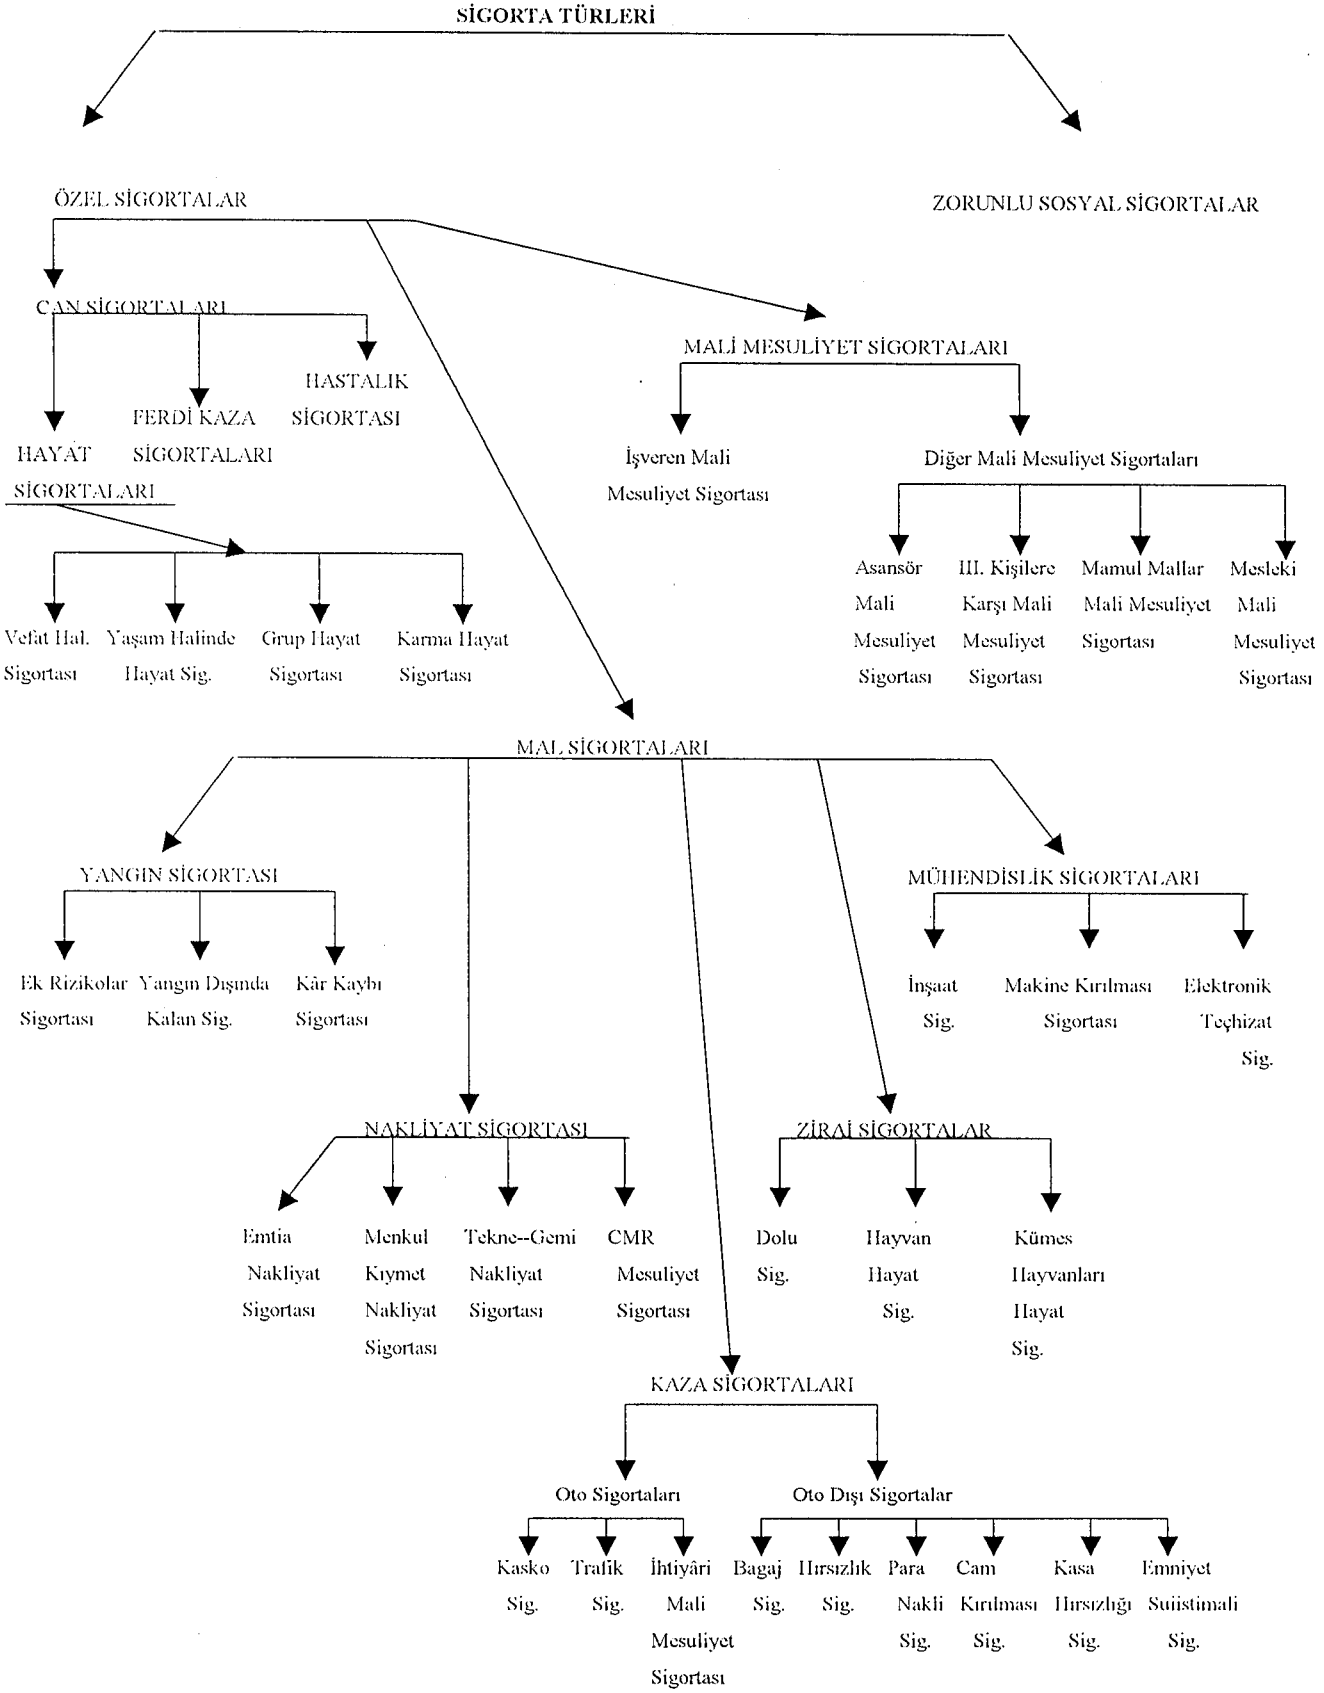 SİGORTA TÜRLERİ
ÖZEL SİGORTALAR
ZORUNLU SOSYAL SİGORTALAR
CAN SİGORTALARI
MALİ MESULİYET SİGORTALARI
HASTALIK
SİGORTASI
FERDİ KAZA
SİGORTALARI
HAYAT
SİGORTALARI
İşveren Mali
Mesuliyet Sigortası
Diğer Mali Mesuliyet Sigortaları
Asansör
Mali
Mesuliyet
Sigortası
III. Kişilere
Karşı Mali
Mesuliyet
Sigortası
Mamul Mallar
Mali Mesuliyet
Sigortası
Mesleki
Mali
Mesuliyet
Sigortası
Vefat Hal.
Sigortası
Yaşam Halinde
Hayat Sig.
Grup Hayat
Sigortası
Karma Hayat
Sigortası
MAL SİGORTALARI
YANGIN SİGORTASI
MÜHENDİSLİK SİGORTALARI
Ek Rizikolar
Sigortası
Yangın Dışında
Kalan Sig.
Kâr Kaybı
Sigortası
İnşaat
Sig.
Makine Kırılması
Sigortası
Elektronik
Teçhizat
Sig.
NAKLİYAT SİGORTASI
ZİRAİ SİGORTALAR
Emtia
Nakliyat
Sigortası
Menkul
Kıymet
Nakliyat
Sigortası
Tekne--Gemi
Nakliyat
Sigortası
CMR
Mesuliyet
Sigortası
Dolu
Sig.
Hayvan
Hayat
Sig.
Kümes
Hayvanları
Hayat
Sig.
KAZA SİGORTALARI
Oto Sigortaları
Oto Dışı Sigortalar
Kasko
Sig.
Trafik
Sig.
İhtiyâri
Mali
Mesuliyet
Sigortası
Bagaj
Sig.
Hırsızlık
Sig.
Para
Nakli
Sig.
Cam
Kırılması
Sig.
Kasa
Hırsızlığı
Sig.
Emniyet
Suiistimali
Sig.